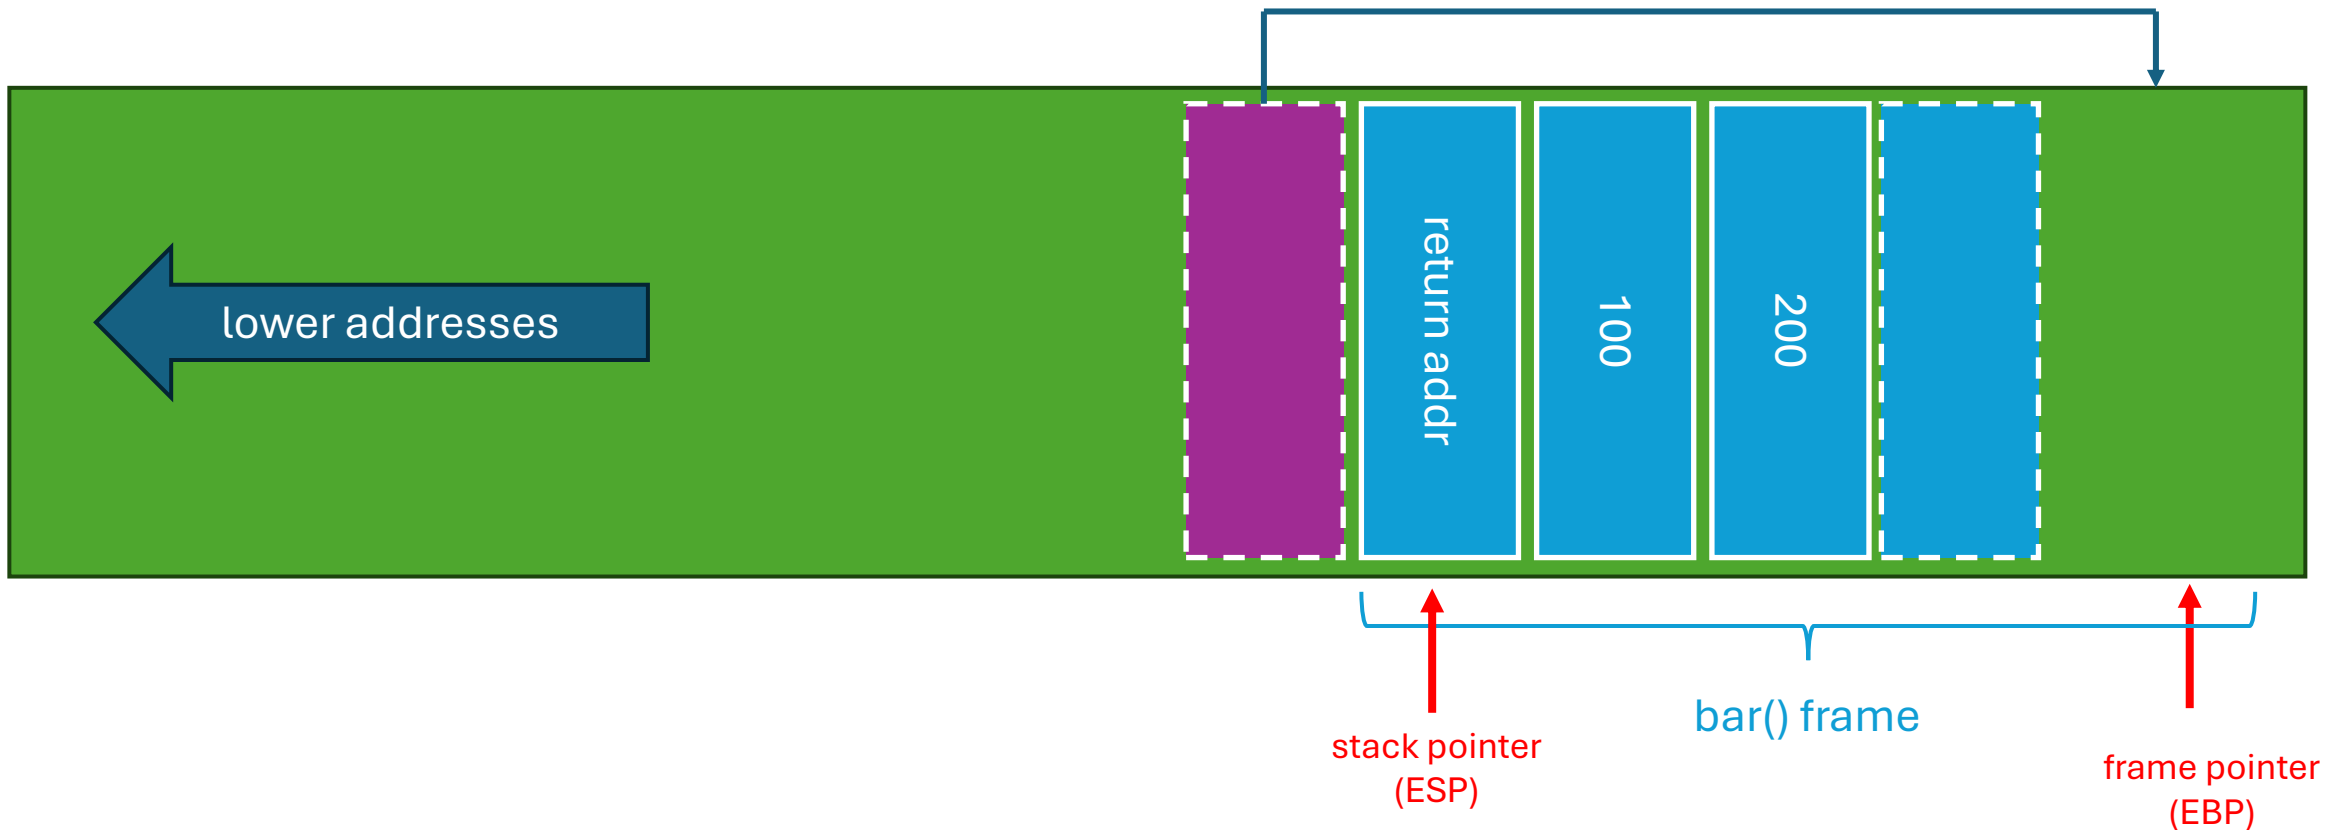 lower addresses
return addr
100
200
stack pointer
(ESP)
bar() frame
frame pointer
(EBP)